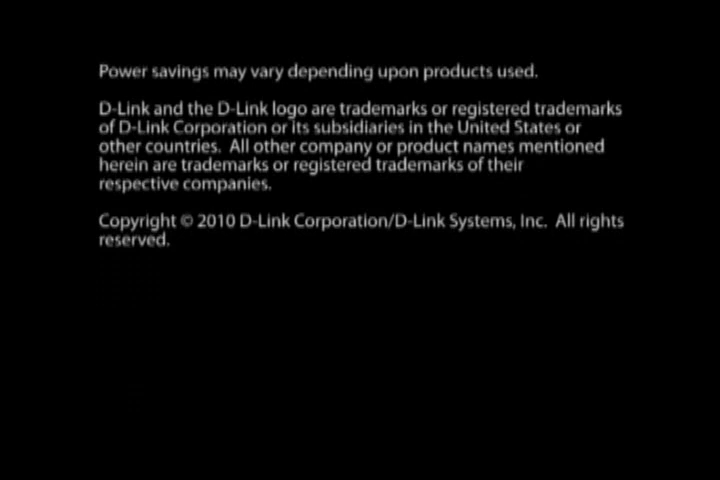 Power savings may vary depending upon products used.
D-Link and the D-Link logo are trademarks or registered trademarks
of D-Link Corporation or its subsidiaries in the United States or
other countries.  All other company or product names mentioned
herein are trademarks or registered trademarks of their
respective companies.
Copyright © 2010 D-Link Corporation/D-Link Systems, Inc.  All rights
reserved.